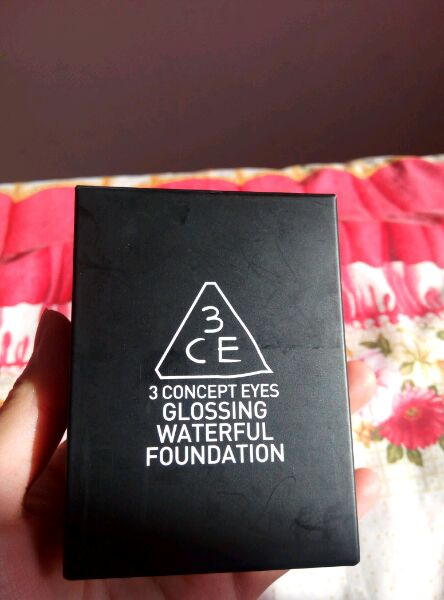 3
CE
3 CONCEPT EYES
GLOSSING
WATERFUL
FOUNDATION